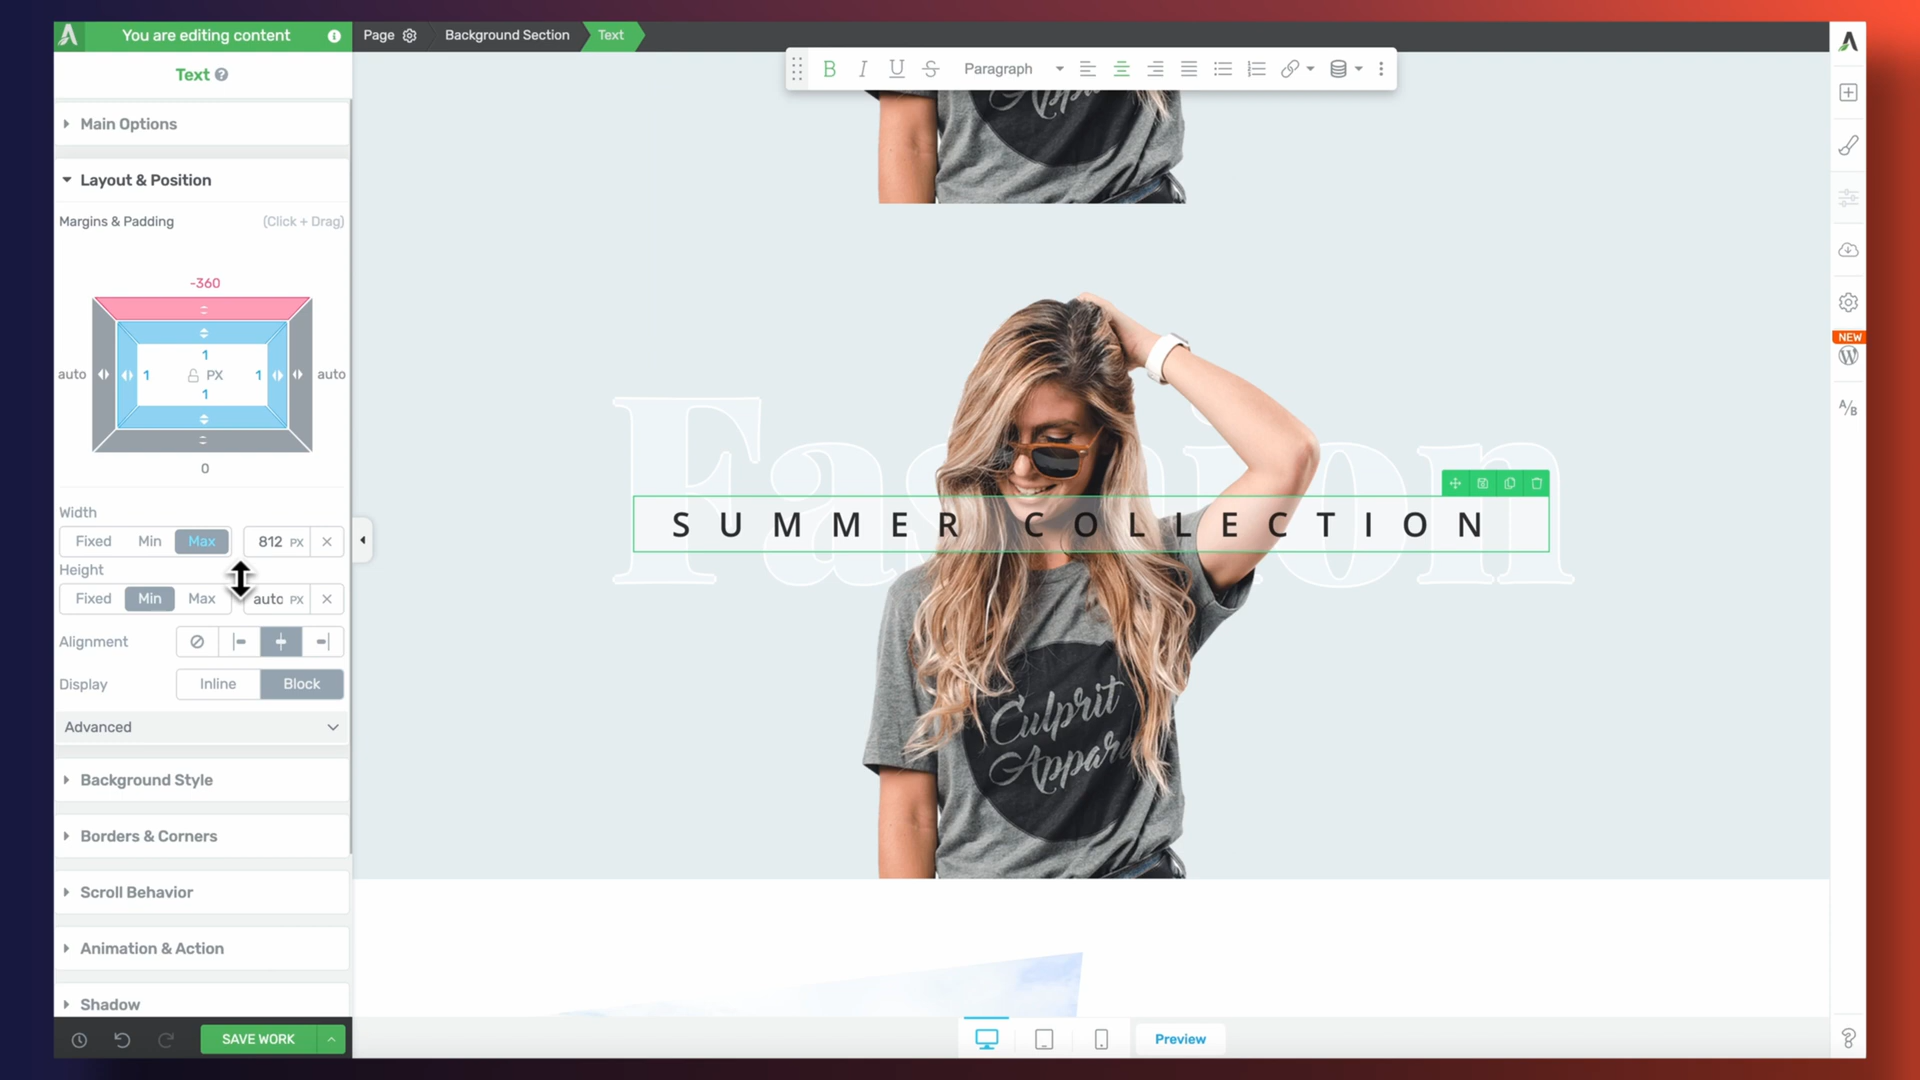 You are editing content
Page
Background Section
Text
Text
B I U S Paragraph
Main Options
Layout & Position
Margins & Padding (Click + Drag)
-360
auto 1 1 PX 1 1 auto
0
Width
Fixed Min Max 812 PX
Height
Fixed Min Max auto PX
Alignment
Display Inline Block
Advanced
Background Style
Borders & Corners
Scroll Behavior
Animation & Action
Shadow
SAVE WORK
Fashion
SUMMER COLLECTION
Culprit
Apparel
Preview
NEW
A/B